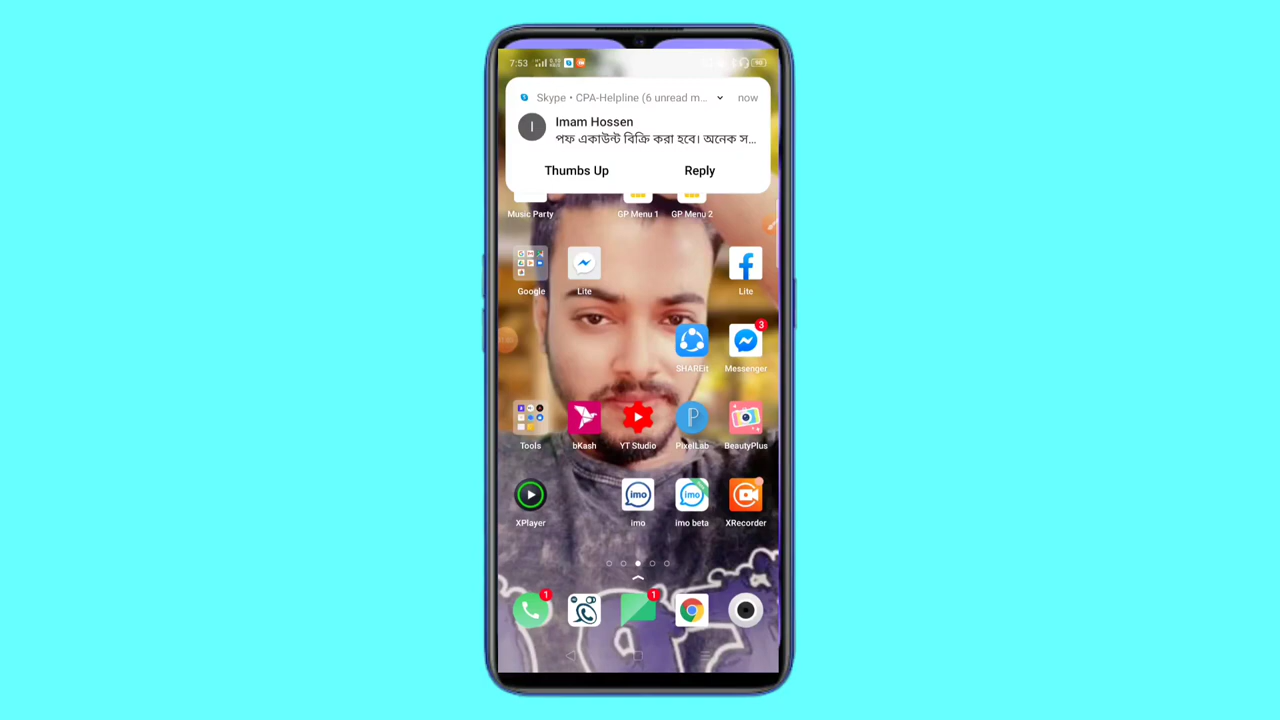 7:53
Skype • CPA-Helpline (6 unread m... now
I
Imam Hossen
পফ একাউন্ট বিক্রি করা হবে। অনেক স...
Thumbs Up Reply
Music Party GP Menu 1 GP Menu 2
Google Lite Lite
3
SHAREit Messenger
Tools bKash YT Studio PixelLab BeautyPlus
imo imo
XPlayer imo imo beta XRecorder
1 1